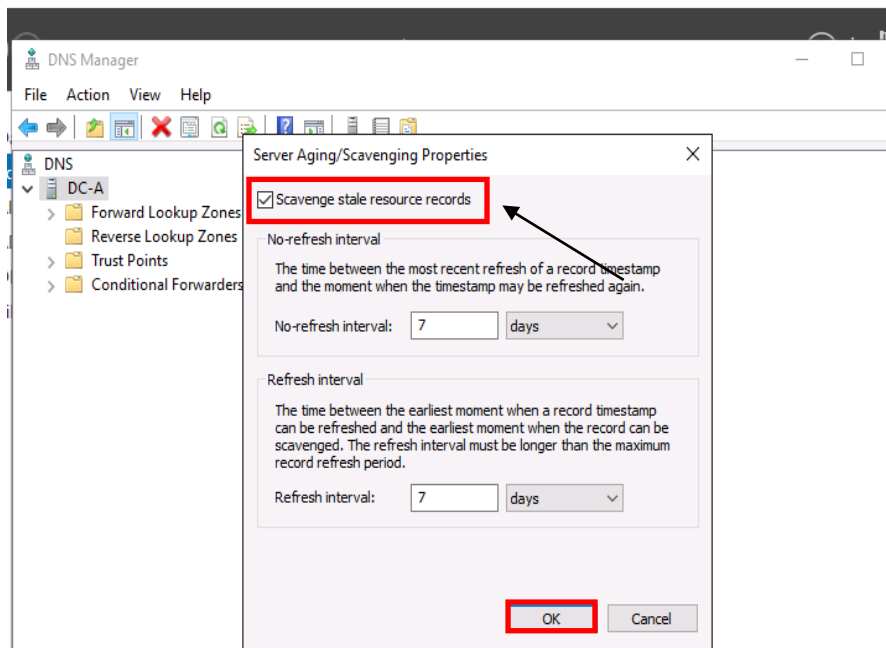 DNS Manager
File Action View Help
DNS
DC-A
Forward Lookup Zones
Reverse Lookup Zones
Trust Points
Conditional Forwarders
Server Aging/Scavenging Properties
Scavenge stale resource records
No-refresh interval
The time between the most recent refresh of a record timestamp
and the moment when the timestamp may be refreshed again.
No-refresh interval: 7 days
Refresh interval
The time between the earliest moment when a record timestamp
can be refreshed and the earliest moment when the record can be
scavenged. The refresh interval must be longer than the maximum
record refresh period.
Refresh interval: 7 days
OK Cancel